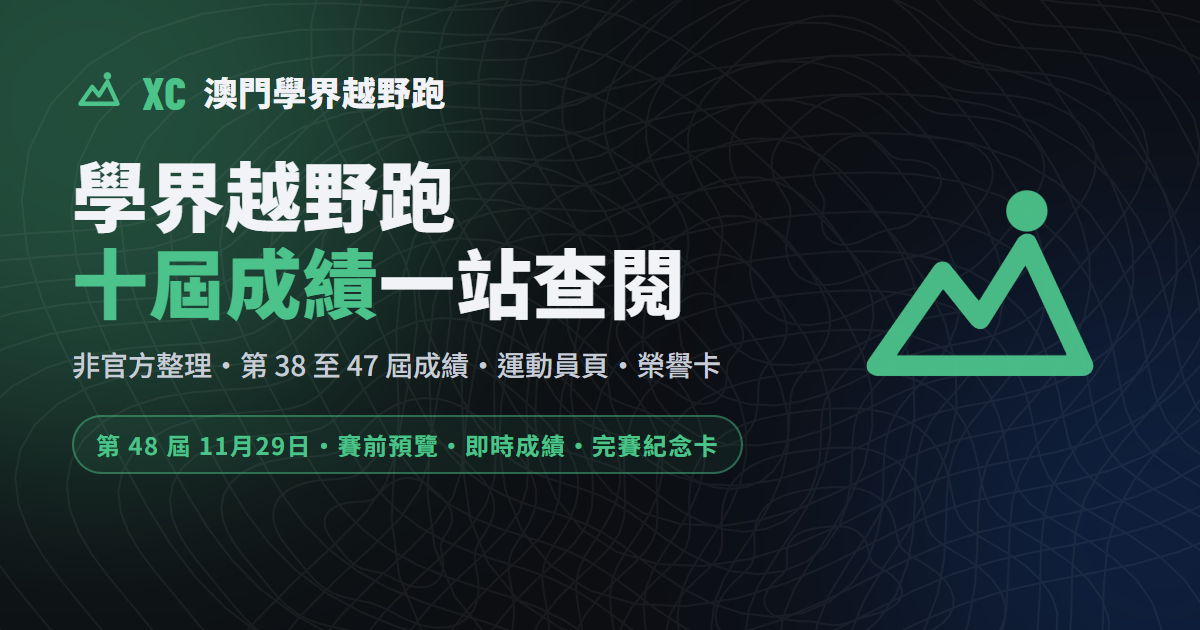 XC 澳門學界越野跑
學界越野跑
十屆成績一站查閱
非官方整理・第 38 至 47 屆成績・運動員頁・榮譽卡
第 48 屆 11月29日・賽前預覽・即時成績・完賽紀念卡